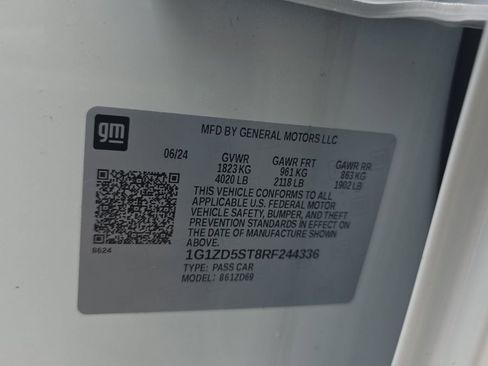 gm
MFD BY GENERAL MOTORS LLC
06/24 GVWR GAWR FRT GAWR RR
1823 KG 961 KG 863 KG
4020 LB 2118 LB 1902 LB
THIS VEHICLE CONFORMS TO ALL
APPLICABLE U.S. FEDERAL MOTOR
VEHICLE SAFETY, BUMPER, AND THEFT
PREVENTION STANDARDS IN EFFECT ON
THE DATE OF MANUFACTURE SHOWN
ABOVE.
8624
1G1ZD5ST8RF244336
TYPE: PASS CAR
MODEL: 861ZD69